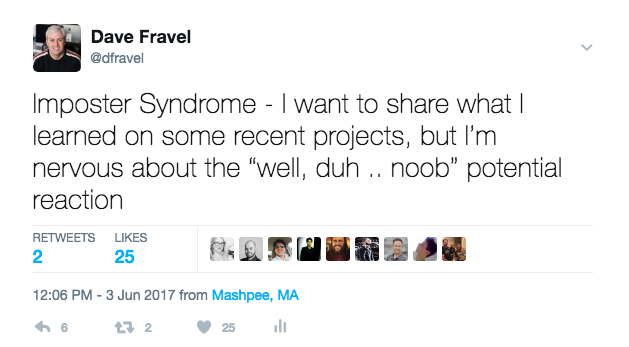 Dave Fravel
@dfravel
Imposter Syndrome - I want to share what I
learned on some recent projects, but I'm
nervous about the “well, duh .. noob” potential
reaction
RETWEETS LIKES
2 25
12:06 PM - 3 Jun 2017 from Mashpee, MA
6 2 25